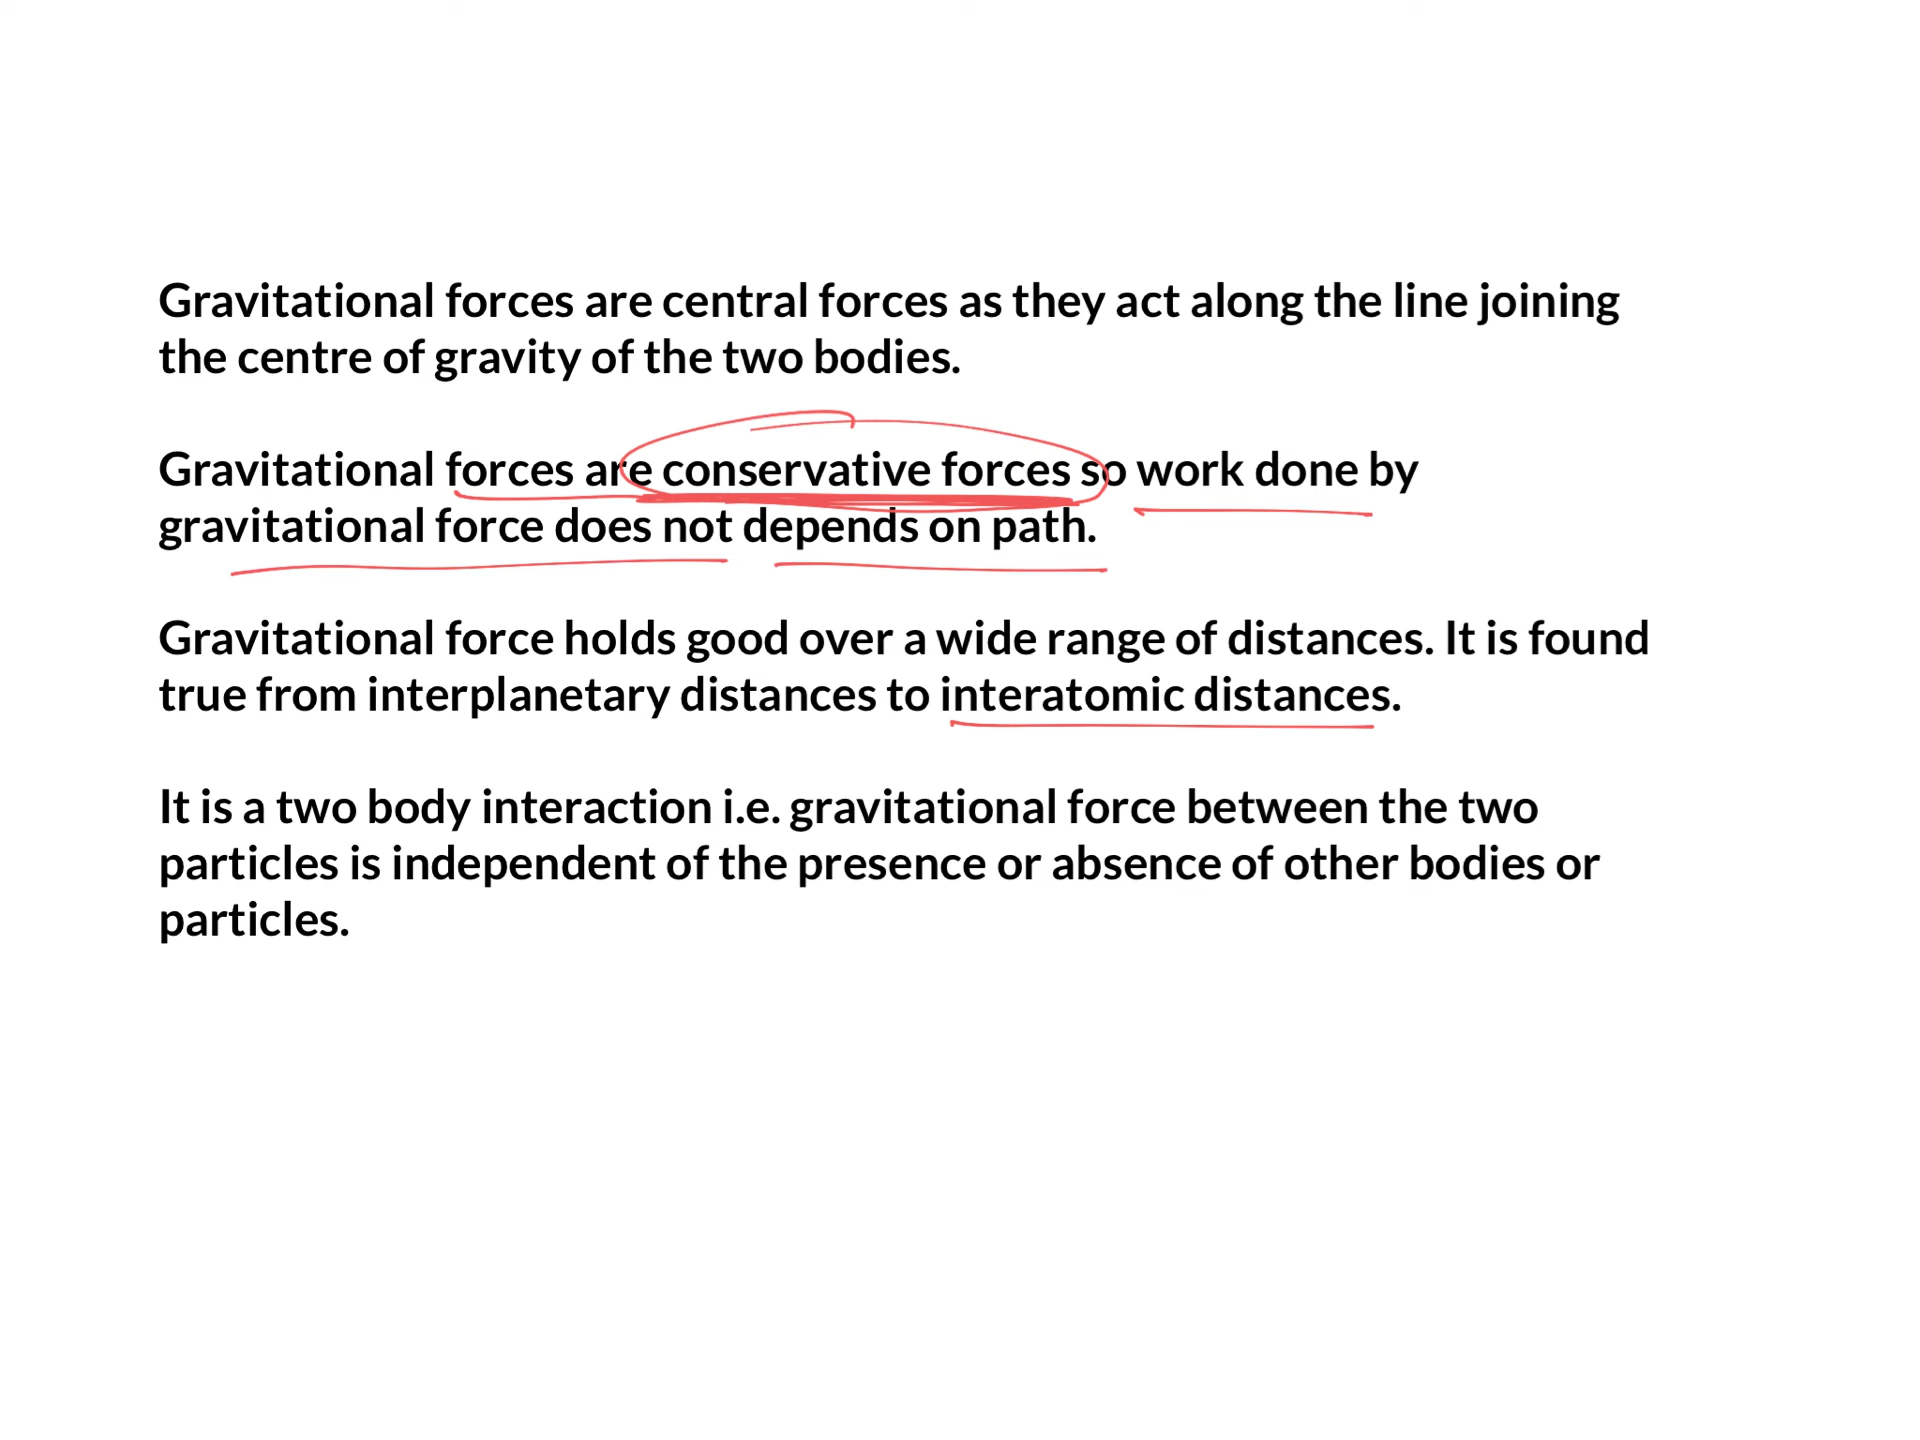 Gravitational forces are central forces as they act along the line joining
the centre of gravity of the two bodies.
Gravitational forces are conservative forces so work done by
gravitational force does not depends on path.
Gravitational force holds good over a wide range of distances. It is found
true from interplanetary distances to interatomic distances.
It is a two body interaction i.e. gravitational force between the two
particles is independent of the presence or absence of other bodies or
particles.